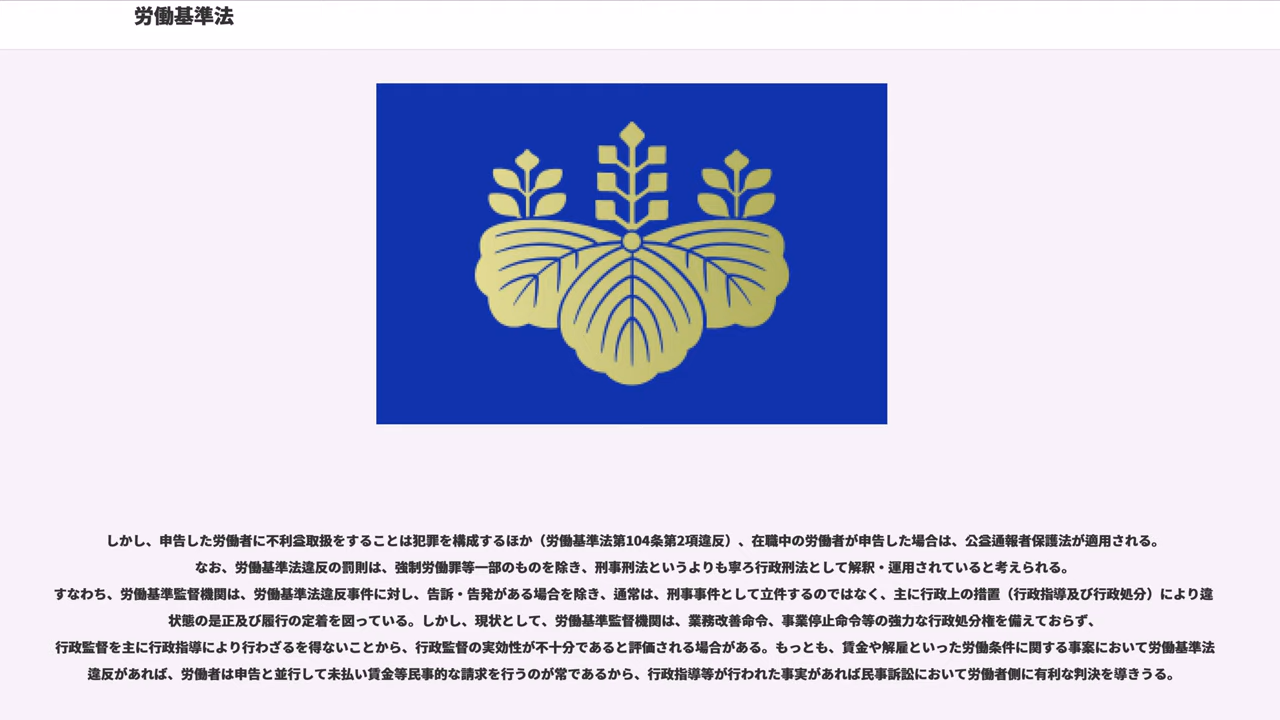 労働基準法
しかし、申告した労働者に不利益取扱をすることは犯罪を構成するほか（労働基準法第104条第2項違反）、在職中の労働者が申告した場合は、公益通報者保護法が適用される。
なお、労働基準法違反の罰則は、強制労働罪等一部のものを除き、刑事刑法というよりも寧ろ行政刑法として解釈・運用されていると考えられる。
すなわち、労働基準監督機関は、労働基準法違反事件に対し、告訴・告発がある場合を除き、通常は、刑事事件として立件するのではなく、主に行政上の措置（行政指導及び行政処分）により違
状態の是正及び履行の定着を図っている。しかし、現状として、労働基準監督機関は、業務改善命令、事業停止命令等の強力な行政処分権を備えておらず、
行政監督を主に行政指導により行わざるを得ないことから、行政監督の実効性が不十分であると評価される場合がある。もっとも、賃金や解雇といった労働条件に関する事案において労働基準法
違反があれば、労働者は申告と並行して未払い賃金等民事的な請求を行うのが常であるから、行政指導等が行われた事実があれば民事訴訟において労働者側に有利な判決を導きうる。